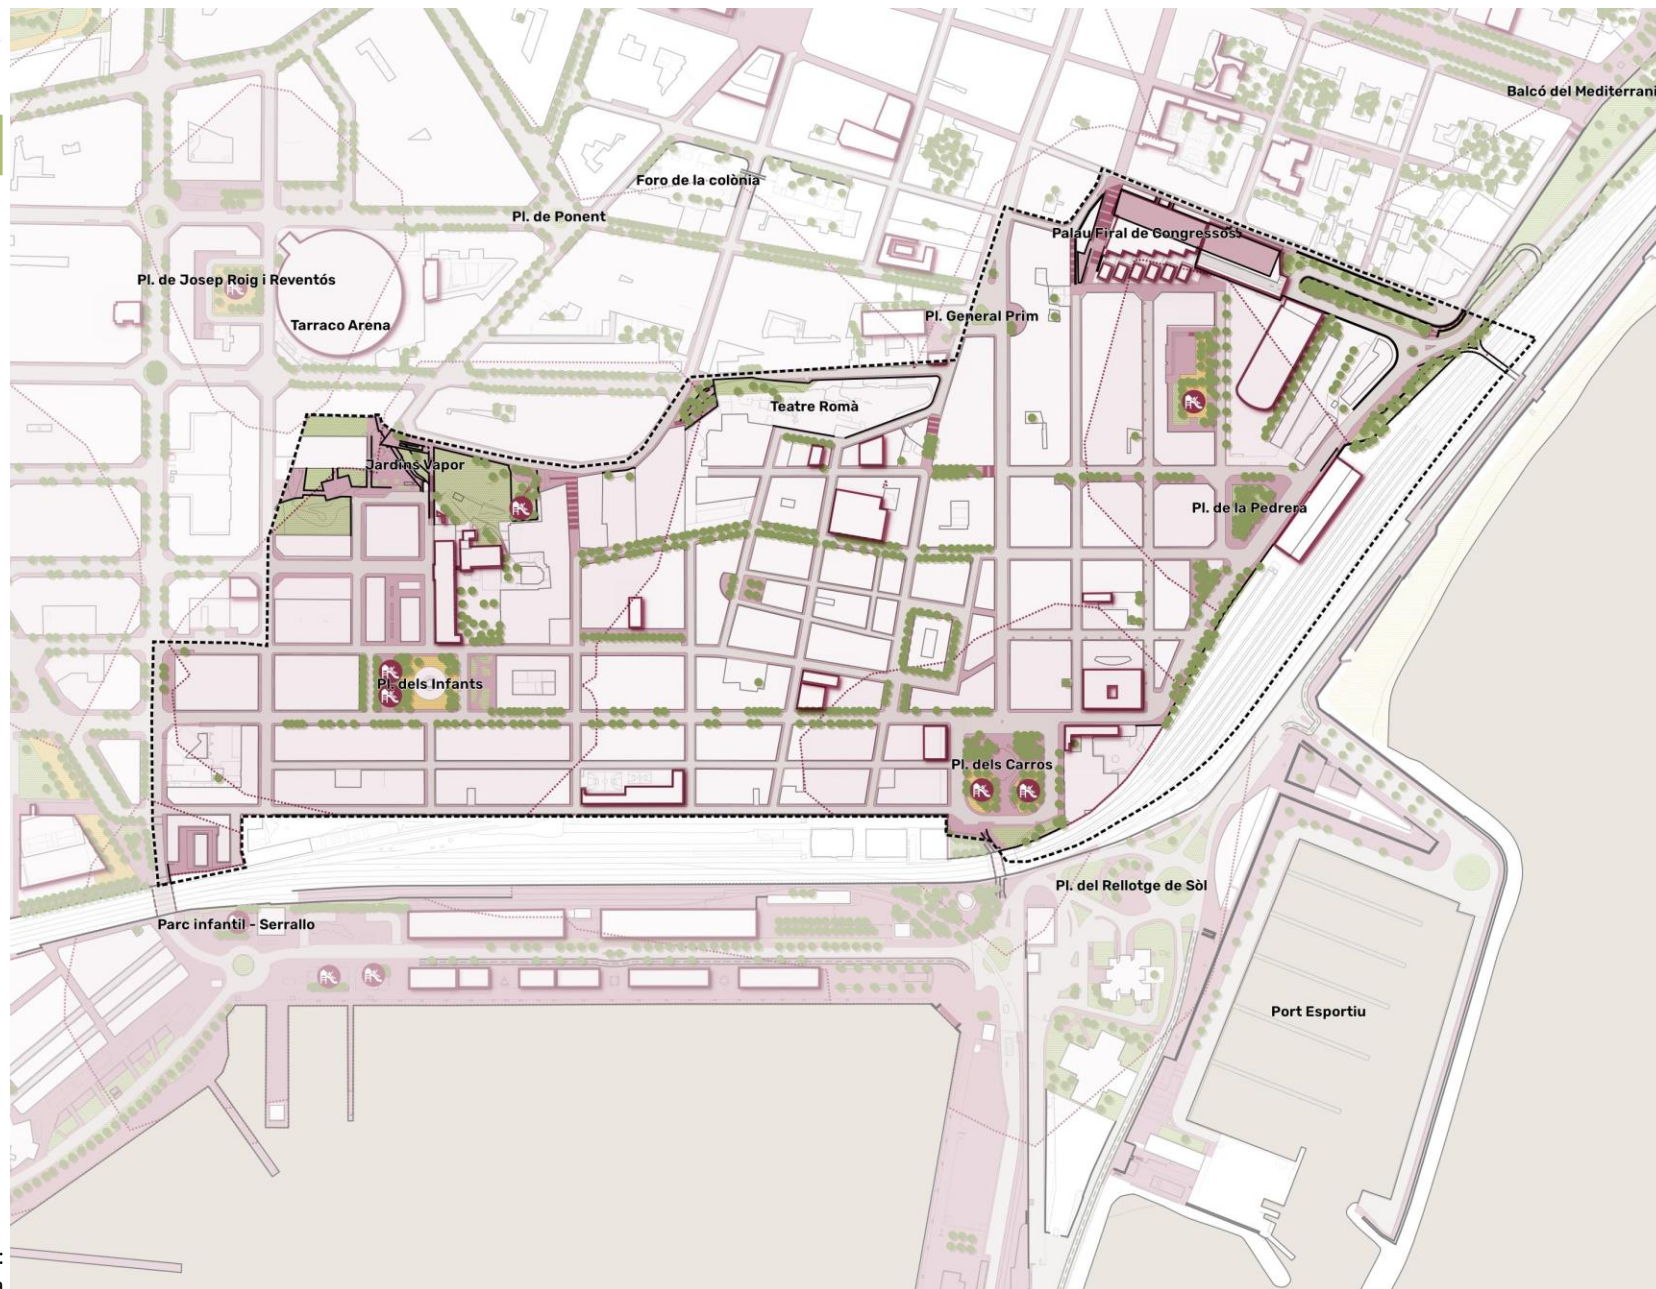 Balcó del Mediterrani
Foro de la colònia
Pl. de Ponent
Palau Firal de Congressos
Pl. de Josep Roig i Reventós
Pl. General Prim
Tarraco Arena
Teatre Romà
Jardins Vapor
Pl. de la Pedrera
Pl. dels Infants
Pl. dels Carros
Pl. del Rellotge de Sòl
Parc infantil - Serrallo
Port Esportiu